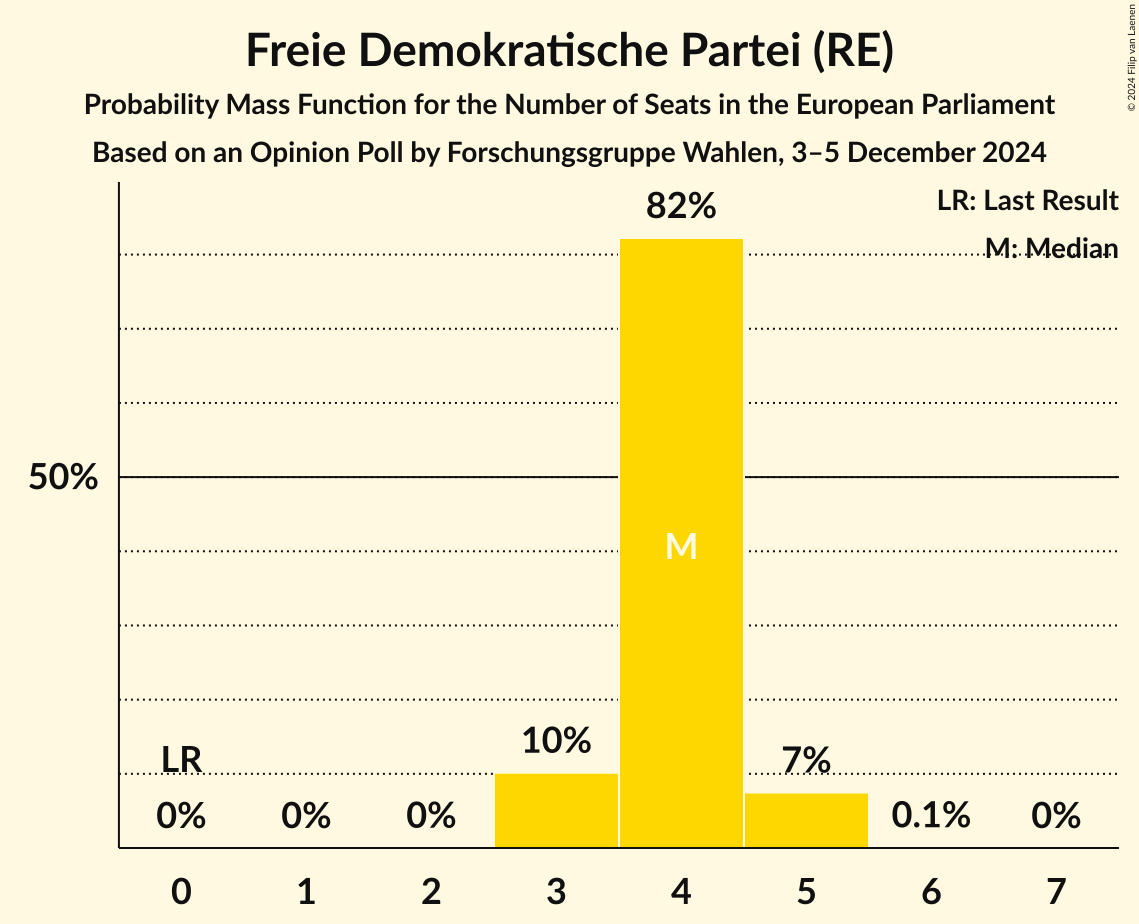 Freie Demokratische Partei (RE)
Probability Mass Function for the Number of Seats in the European Parliament
Based on an Opinion Poll by Forschungsgruppe Wahlen, 3–5 December 2024
© 2024 Filip van Laenen
LR: Last Result
M: Median
82%
50%
M
LR
10%
7%
0% 0% 0% 0.1% 0%
0 1 2 3 4 5 6 7